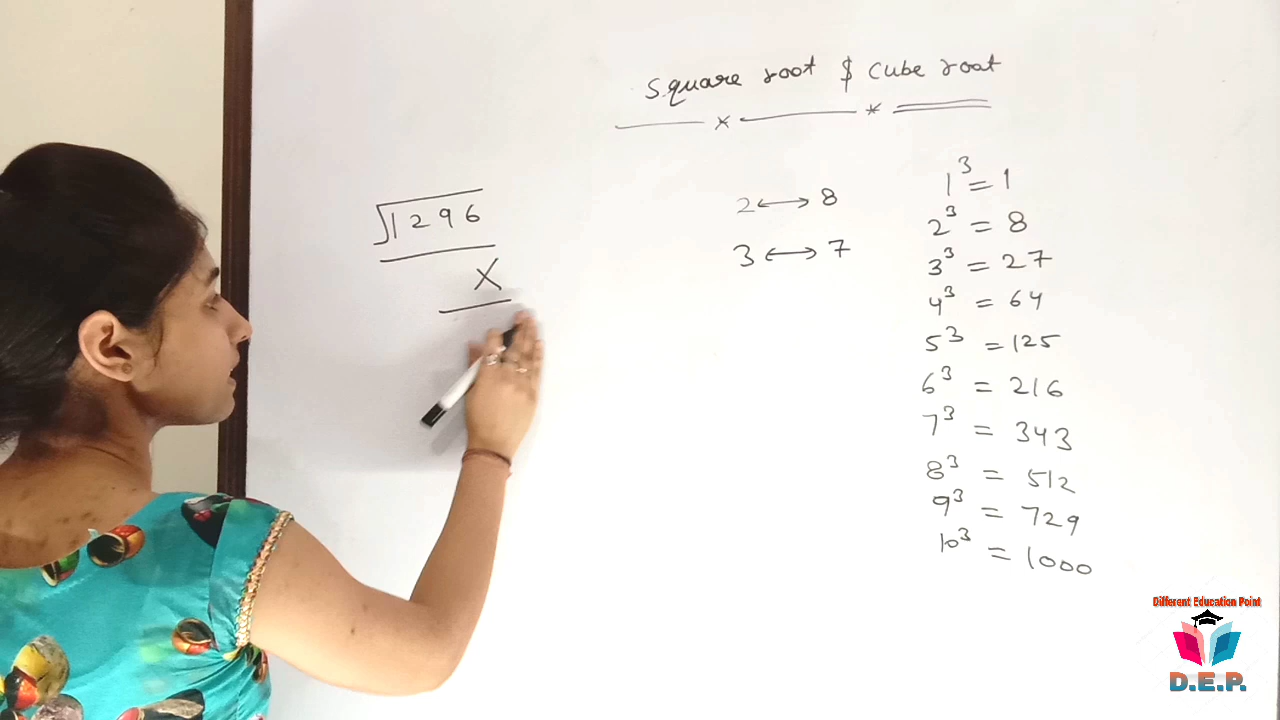 Square root $ Cube root
√1296
X
2 ⟷ 8
3 ⟷ 7
1³ = 1
2³ = 8
3³ = 27
4³ = 64
5³ = 125
6³ = 216
7³ = 343
8³ = 512
9³ = 729
10³ = 1000
Different Education Point
D.E.P.